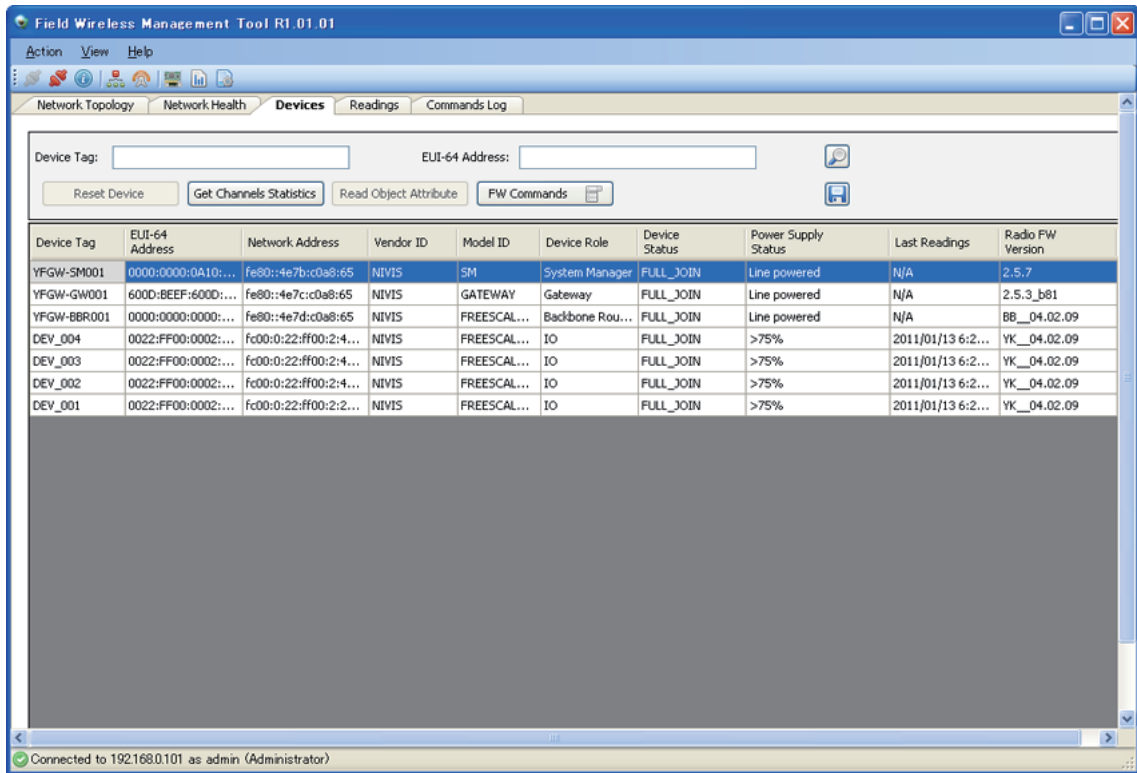 Field Wireless Management Tool R1.01.01
Action View Help
Network Topology Network Health Devices Readings Commands Log
Device Tag: EUI-64 Address:
Reset Device Get Channels Statistics Read Object Attribute FW Commands
Device Tag EUI-64 Address Network Address Vendor ID Model ID Device Role Device Status Power Supply Status Last Readings Radio FW Version
YFGW-SM001 0000:0000:0A10:... fe80::4e7b:c0a8:65 NIVIS SM System Manager FULL_JOIN Line powered N/A 2.5.7
YFGW-GW001 600D:BEEF:600D:... fe80::4e7c:c0a8:65 NIVIS GATEWAY Gateway FULL_JOIN Line powered N/A 2.5.3_b81
YFGW-BBR001 0000:0000:0000:... fe80::4e7d:c0a8:65 NIVIS FREESCAL... Backbone Rou... FULL_JOIN Line powered N/A BB__04.02.09
DEV_004 0022:FF00:0002:... fc00:0:22:ff00:2:4... NIVIS FREESCAL... IO FULL_JOIN >75% 2011/01/13 6:2... YK__04.02.09
DEV_003 0022:FF00:0002:... fc00:0:22:ff00:2:4... NIVIS FREESCAL... IO FULL_JOIN >75% 2011/01/13 6:2... YK__04.02.09
DEV_002 0022:FF00:0002:... fc00:0:22:ff00:2:4... NIVIS FREESCAL... IO FULL_JOIN >75% 2011/01/13 6:2... YK__04.02.09
DEV_001 0022:FF00:0002:... fc00:0:22:ff00:2:2... NIVIS FREESCAL... IO FULL_JOIN >75% 2011/01/13 6:2... YK__04.02.09
Connected to 192.168.0.101 as admin (Administrator)